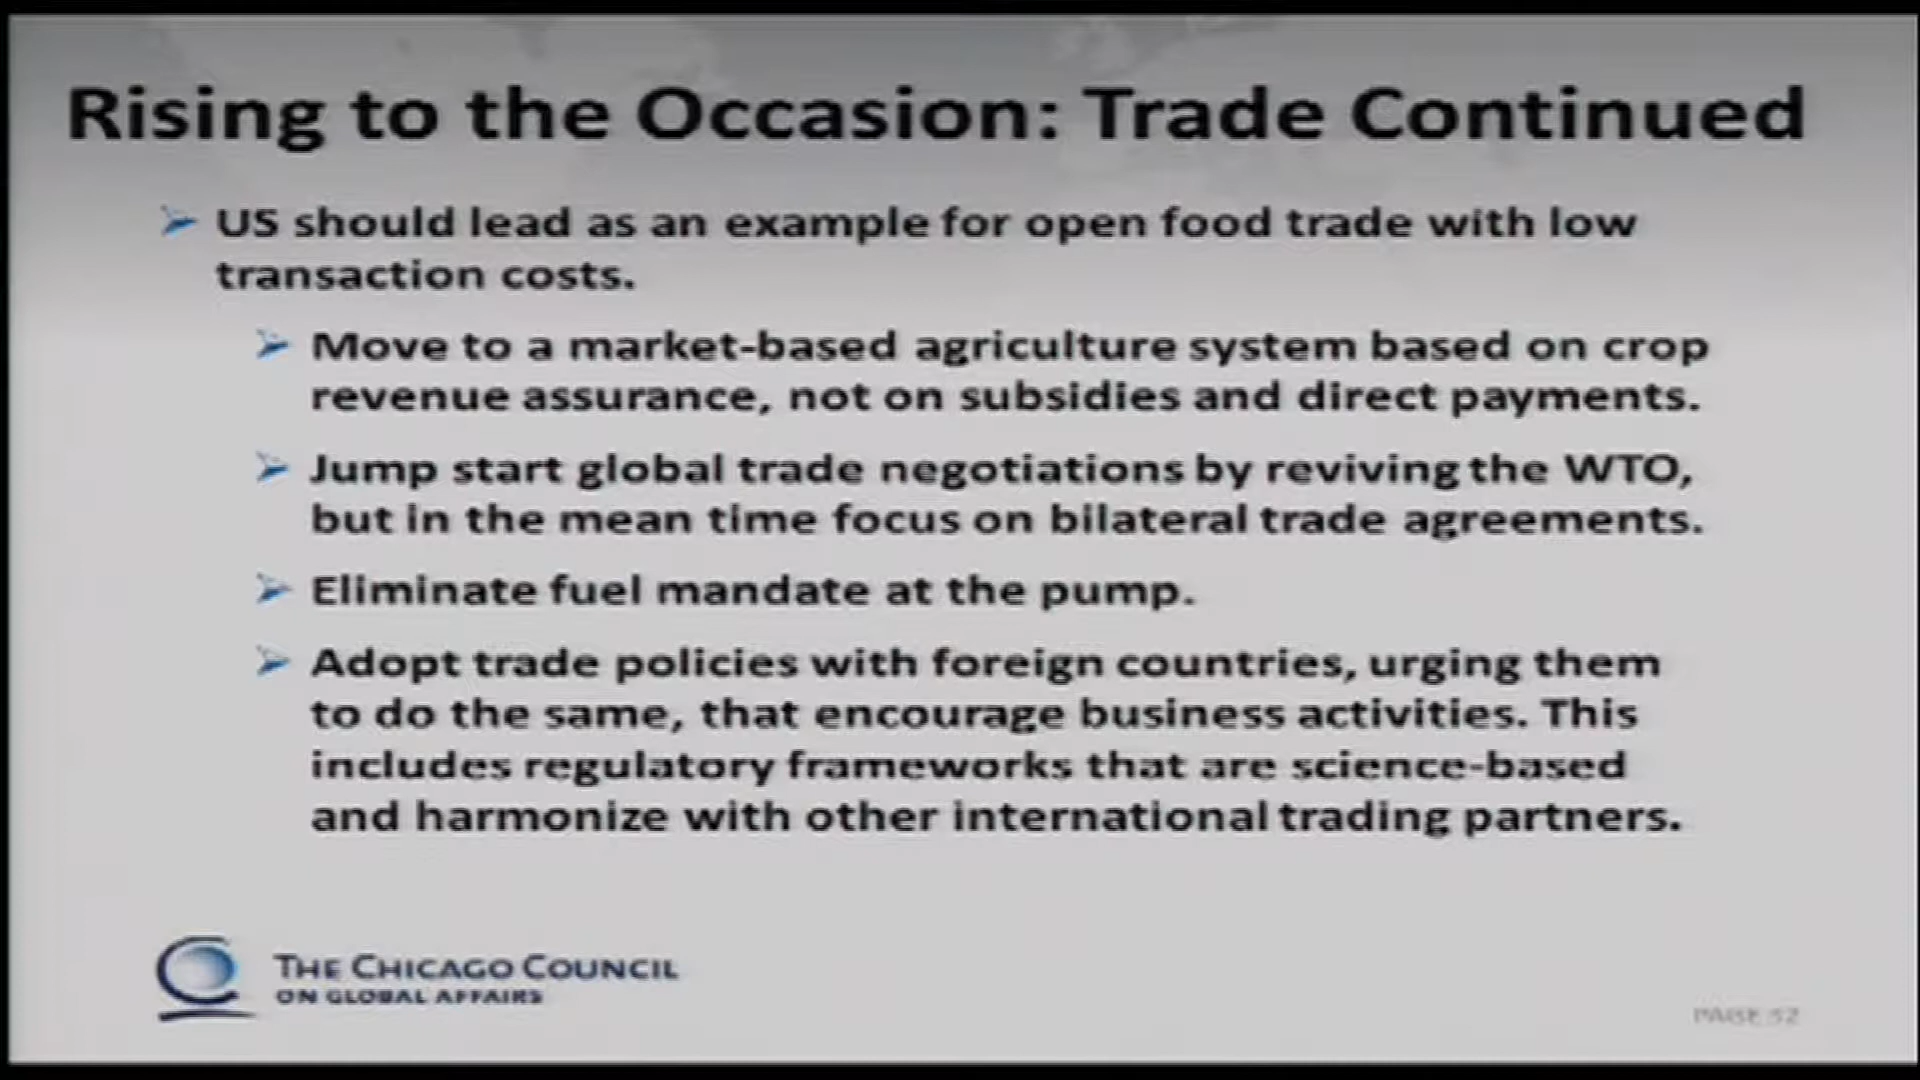 Rising to the Occasion: Trade Continued
US should lead as an example for open food trade with low
transaction costs.
Move to a market-based agriculture system based on crop
revenue assurance, not on subsidies and direct payments.
Jump start global trade negotiations by reviving the WTO,
but in the mean time focus on bilateral trade agreements.
Eliminate fuel mandate at the pump.
Adopt trade policies with foreign countries, urging them
to do the same, that encourage business activities. This
includes regulatory frameworks that are science-based
and harmonize with other international trading partners.
THE CHICAGO COUNCIL
ON GLOBAL AFFAIRS
PAGE